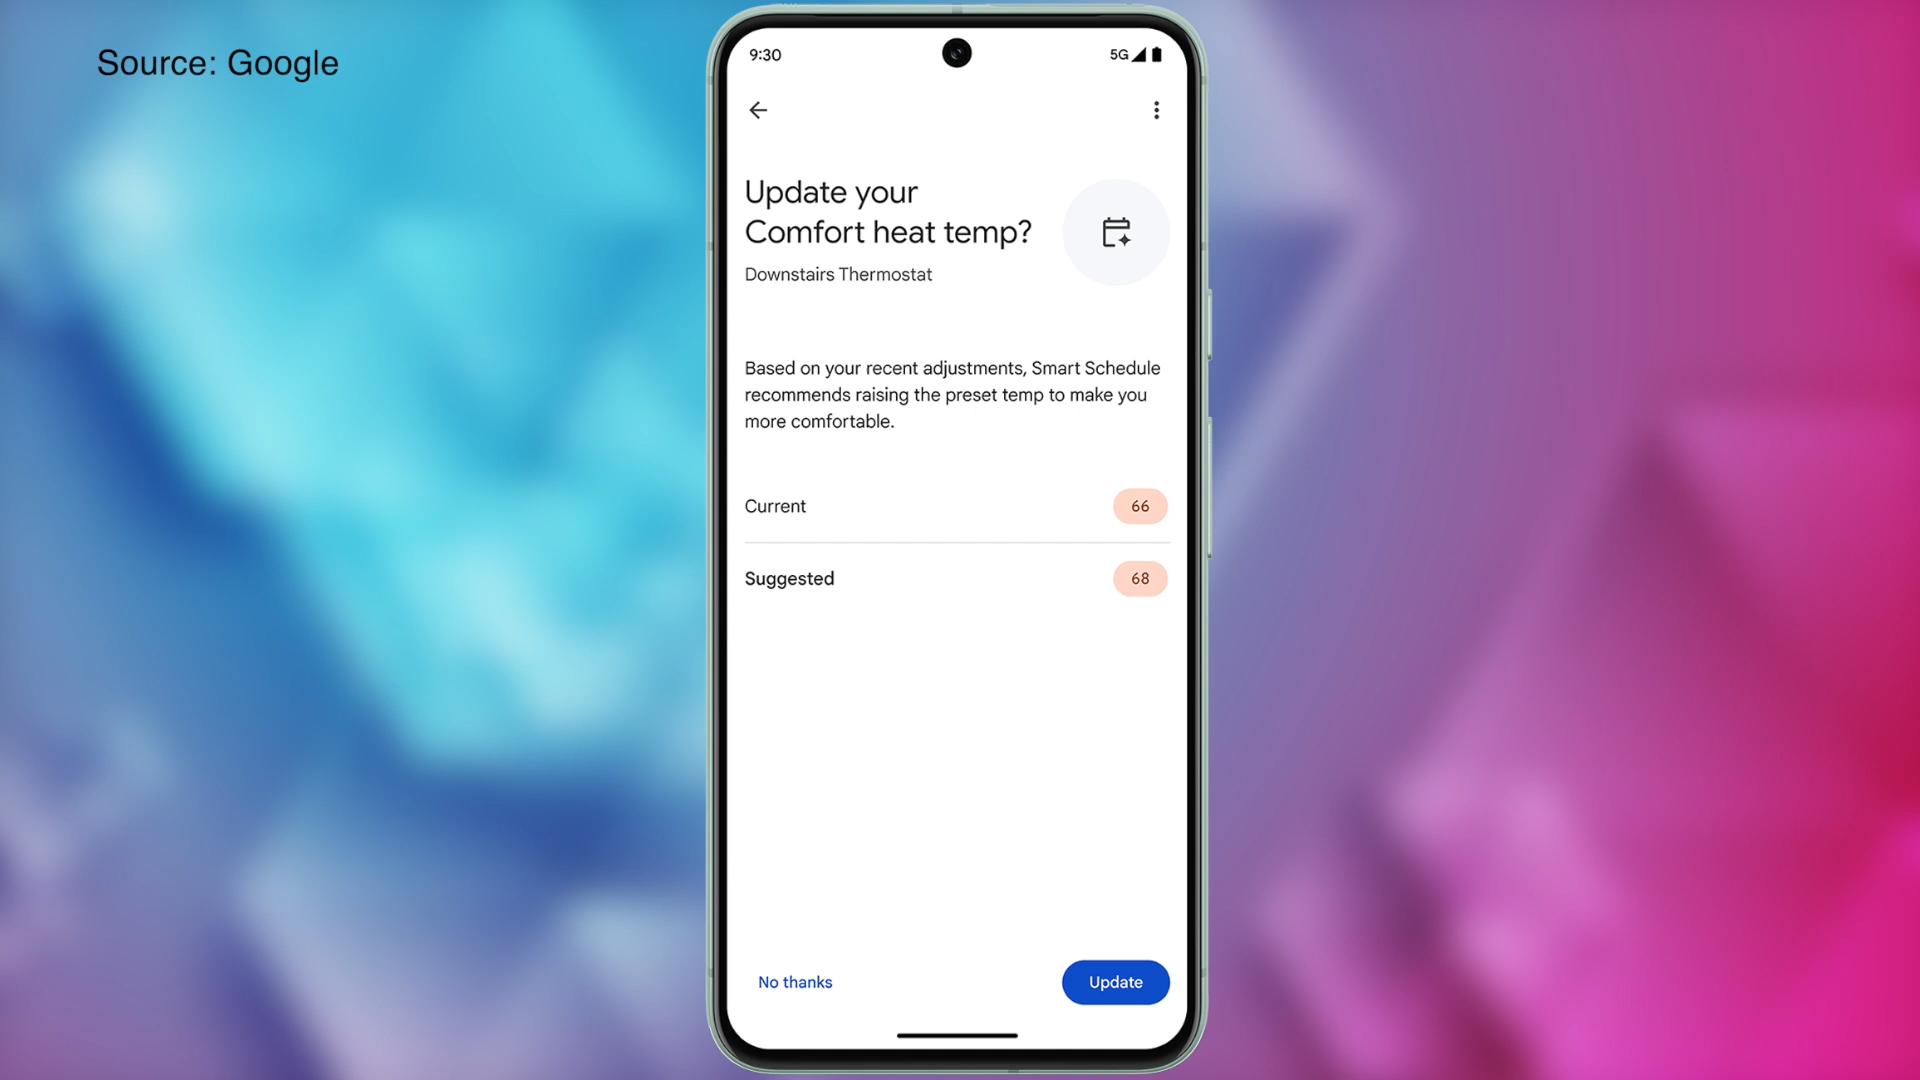 Source: Google
9:30
5G
Update your
Comfort heat temp?
Downstairs Thermostat
Based on your recent adjustments, Smart Schedule
recommends raising the preset temp to make you
more comfortable.
Current 66
Suggested 68
No thanks
Update